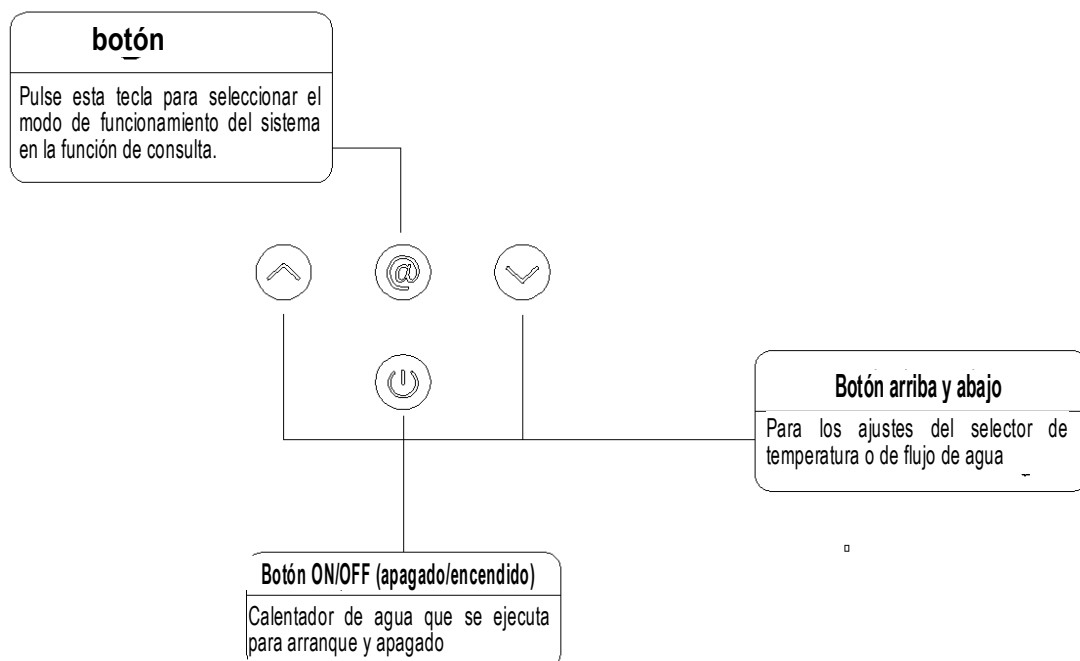 botón
Pulse esta tecla para seleccionar el
modo de funcionamiento del sistema
en la función de consulta.
@
Botón arriba y abajo
Para los ajustes del selector de
temperatura o de flujo de agua
Botón ON/OFF (apagado/encendido)
Calentador de agua que se ejecuta
para arranque y apagado